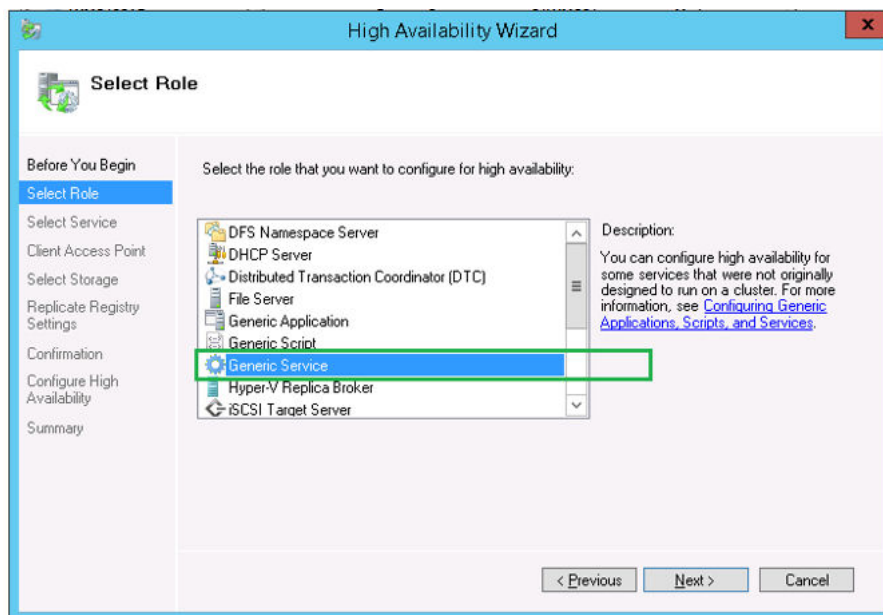 High Availability Wizard
x
Select Role
Before You Begin
Select Role
Select Service
Client Access Point
Select Storage
Replicate Registry
Settings
Confirmation
Configure High
Availability
Summary
Select the role that you want to configure for high availability:
DFS Namespace Server
DHCP Server
Distributed Transaction Coordinator (DTC)
File Server
Generic Application
Generic Script
Generic Service
Hyper-V Replica Broker
iSCSI Target Server
Description:
You can configure high availability for
some services that were not originally
designed to run on a cluster. For more
information, see Configuring Generic
Applications, Scripts, and Services.
< Previous
Next >
Cancel